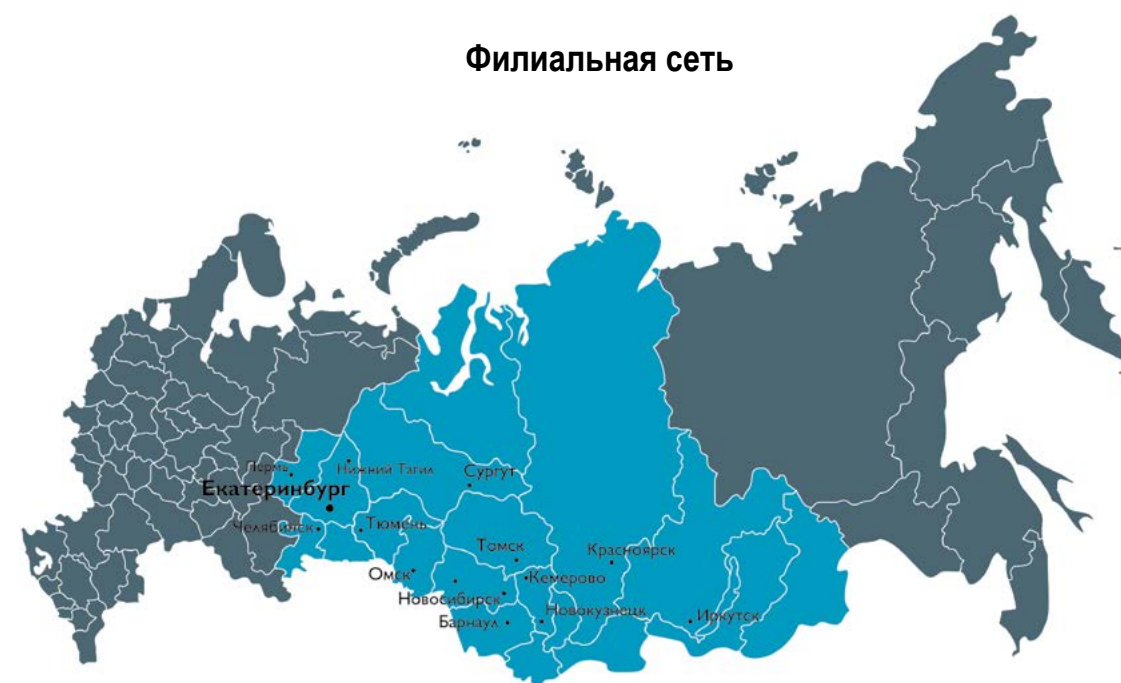 Филиальная сеть
Пермь
Нижний Тагил
Сургут
Екатеринбург
Челябинск
Тюмень
Томск
Красноярск
Омск
Кемерово
Новосибирск
Новокузнецк
Барнаул
Иркутск